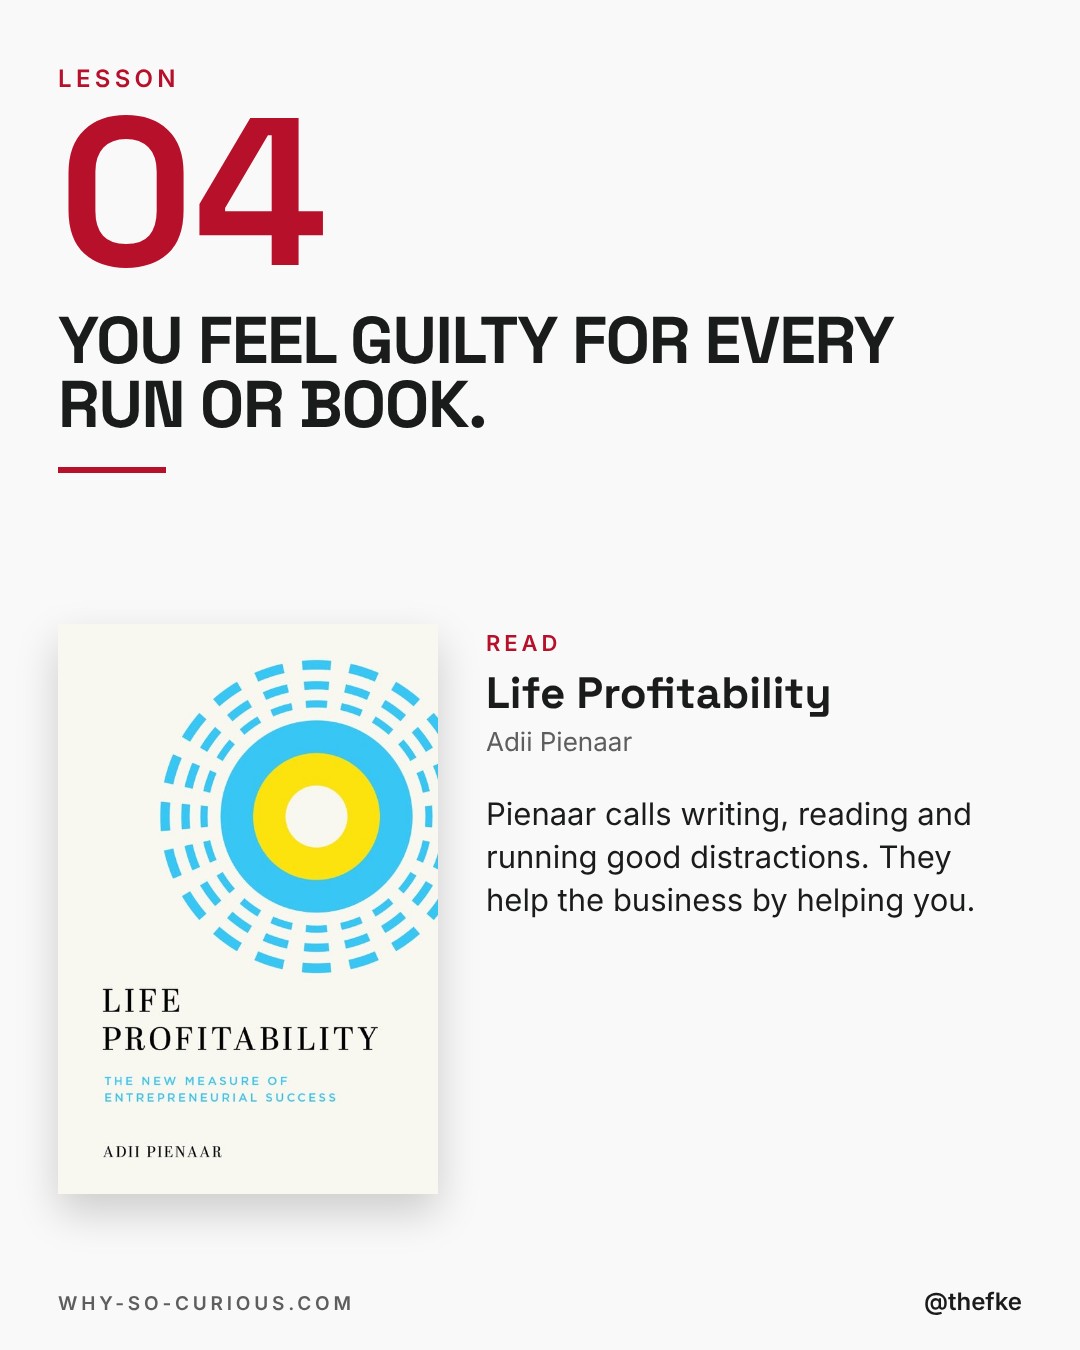 LESSON
04
YOU FEEL GUILTY FOR EVERY
RUN OR BOOK.
LIFE
PROFITABILITY
THE NEW MEASURE OF
ENTREPRENEURIAL SUCCESS
ADII PIENAAR
READ
Life Profitability
Adii Pienaar
Pienaar calls writing, reading and
running good distractions. They
help the business by helping you.
WHY-SO-CURIOUS.COM
@thefke